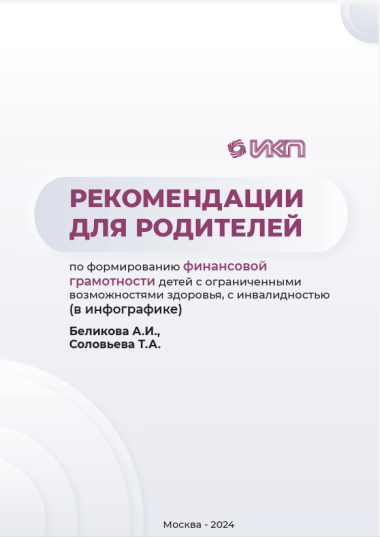 ИКП
РЕКОМЕНДАЦИИ
ДЛЯ РОДИТЕЛЕЙ
по формированию финансовой
грамотности детей с ограниченными
возможностями здоровья, с инвалидностью
(в инфографике)
Беликова А.И.,
Соловьева Т.А.
Москва - 2024